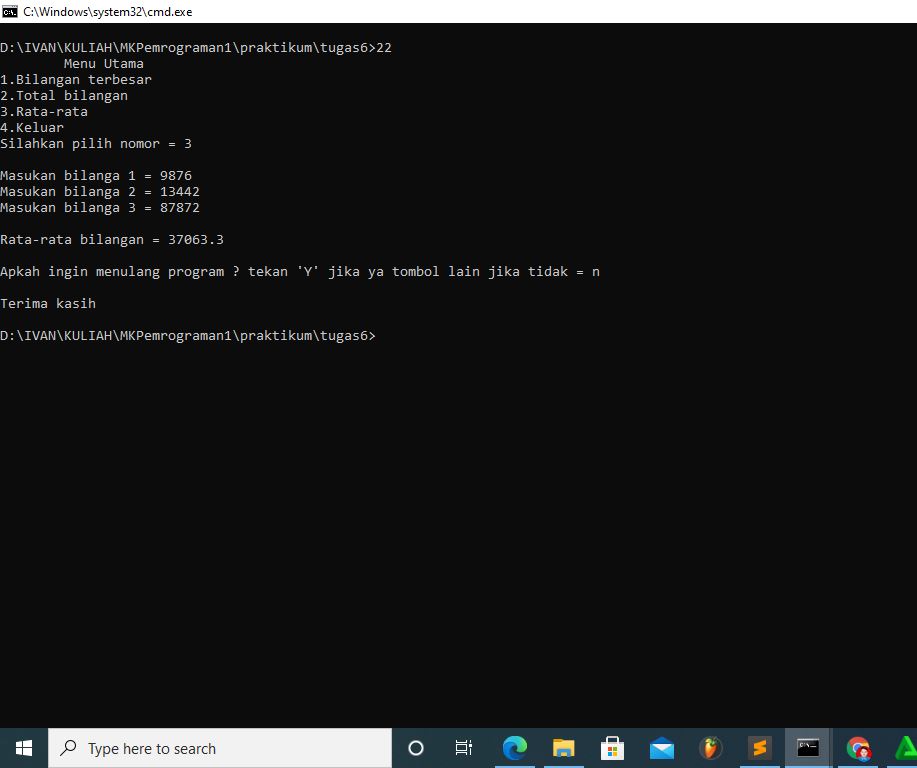 C:\Windows\system32\cmd.exe
D:\IVAN\KULIAH\MKPemrograman1\praktikum\tugas6>22
Menu Utama
1.Bilangan terbesar
2.Total bilangan
3.Rata-rata
4.Keluar
Silahkan pilih nomor = 3
Masukan bilanga 1 = 9876
Masukan bilanga 2 = 13442
Masukan bilanga 3 = 87872
Rata-rata bilangan = 37063.3
Apkah ingin menulang program ? tekan 'Y' jika ya tombol lain jika tidak = n
Terima kasih
D:\IVAN\KULIAH\MKPemrograman1\praktikum\tugas6>
Type here to search